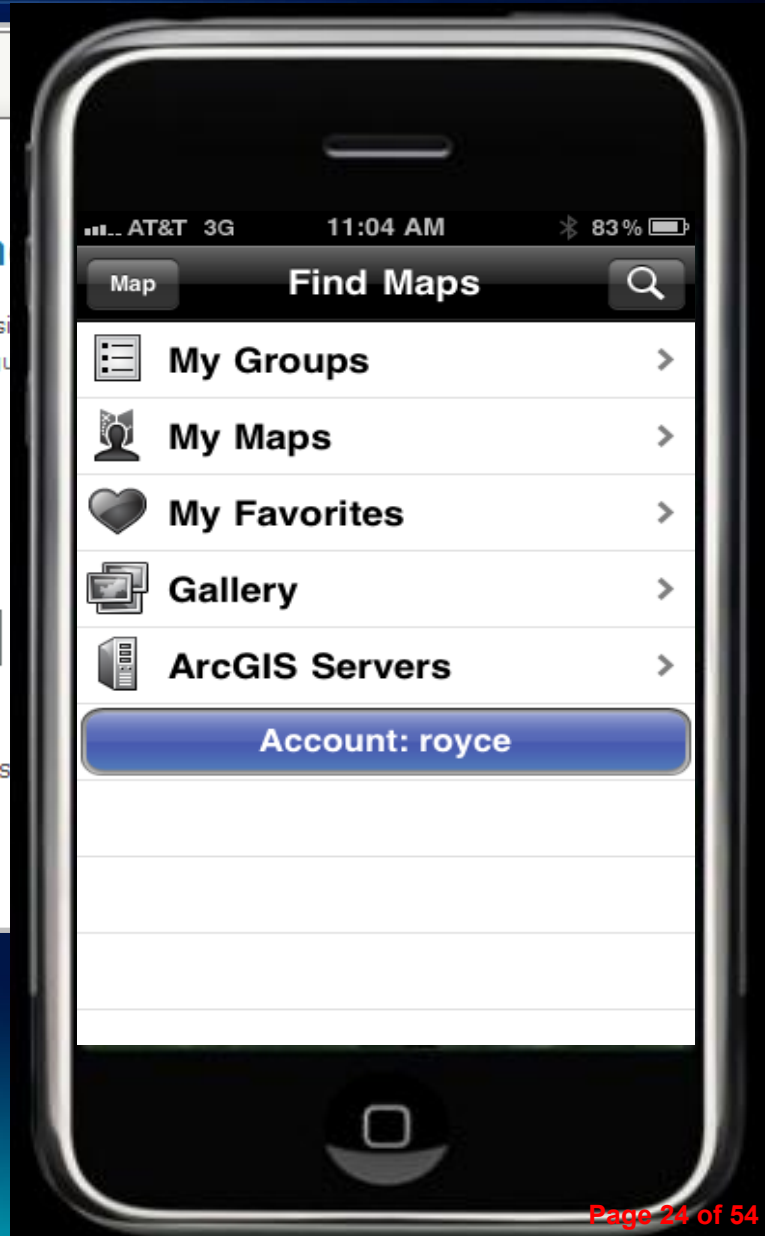 AT&T 3G 11:04 AM 83%
Map Find Maps
My Groups
My Maps
My Favorites
Gallery
ArcGIS Servers
Account: royce
Page 24 of 54